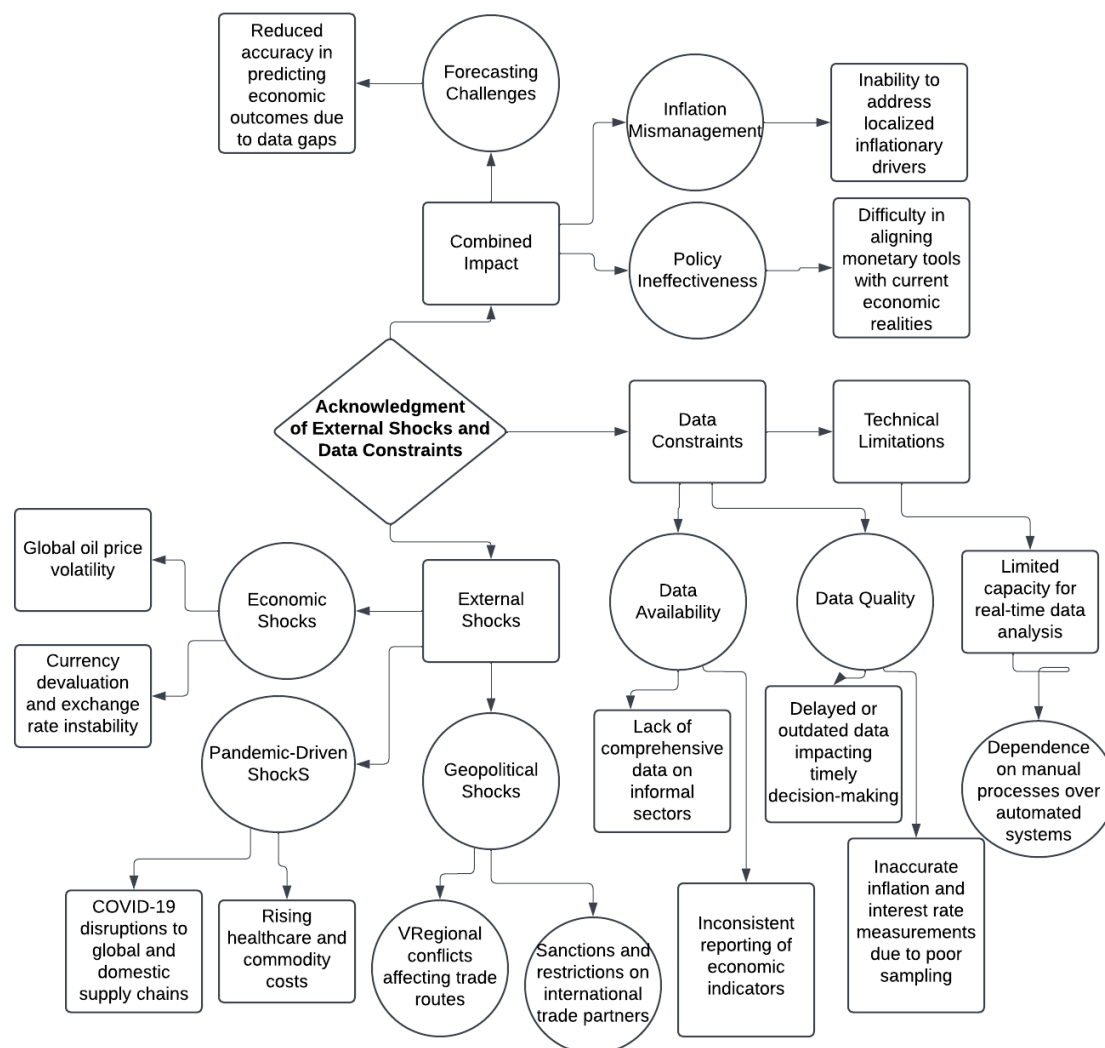 Reduced
accuracy in
predicting
economic
outcomes due
to data gaps
Forecasting
Challenges
Inflation
Mismanagement
Inability to
address
localized
inflationary
drivers
Combined
Impact
Policy
Ineffectiveness
Difficulty in
aligning
monetary tools
with current
economic
realities
Acknowledgment
of External Shocks and
Data Constraints
Data
Constraints
Technical
Limitations
Global oil price
volatility
Economic
Shocks
External
Shocks
Data
Availability
Data Quality
Limited
capacity for
real-time data
analysis
Currency
devaluation
and exchange
rate instability
Pandemic-Driven
ShockS
Geopolitical
Shocks
Lack of
comprehensive
data on
informal
sectors
Delayed or
outdated data
impacting
timely
decision-making
Dependence
on manual
processes over
automated
systems
COVID-19
disruptions to
global and
domestic
supply chains
Rising
healthcare and
commodity
costs
VRegional
conflicts
affecting trade
routes
Sanctions and
restrictions on
international
trade partners
Inconsistent
reporting of
economic
indicators
Inaccurate
inflation and
interest rate
measurements
due to poor
sampling